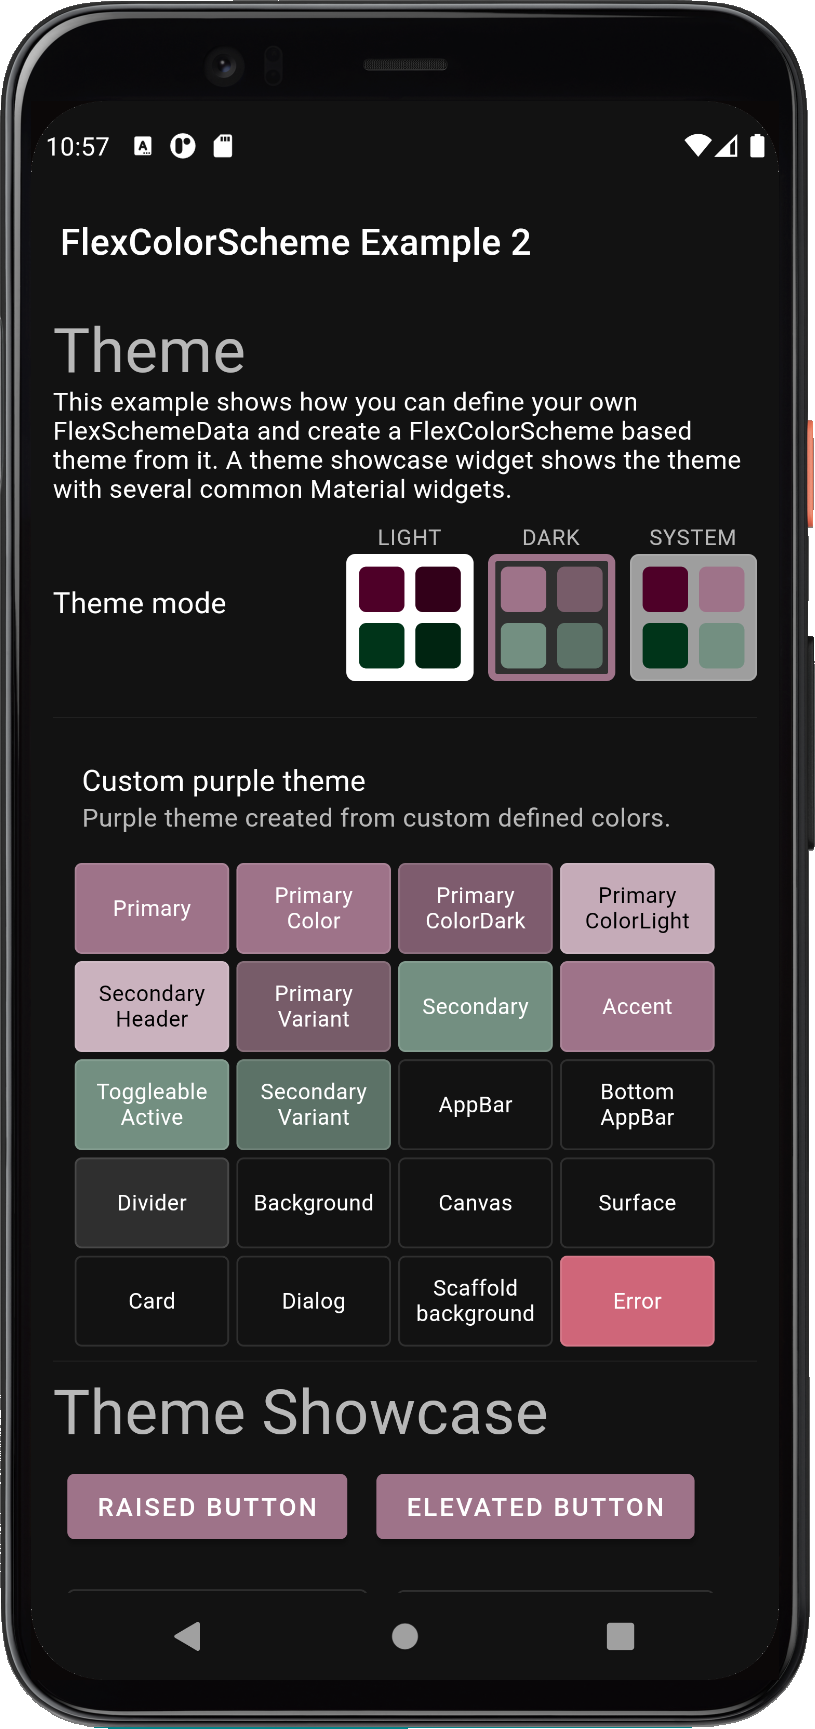 10:57
FlexColorScheme Example 2
Theme
This example shows how you can define your own
FlexSchemeData and create a FlexColorScheme based
theme from it. A theme showcase widget shows the theme
with several common Material widgets.
LIGHT DARK SYSTEM
Theme mode
Custom purple theme
Purple theme created from custom defined colors.
Primary
Primary
Color
Primary
ColorDark
Primary
ColorLight
Secondary
Header
Primary
Variant
Secondary
Accent
Toggleable
Active
Secondary
Variant
AppBar
Bottom
AppBar
Divider
Background
Canvas
Surface
Card
Dialog
Scaffold
background
Error
Theme Showcase
RAISED BUTTON
ELEVATED BUTTON